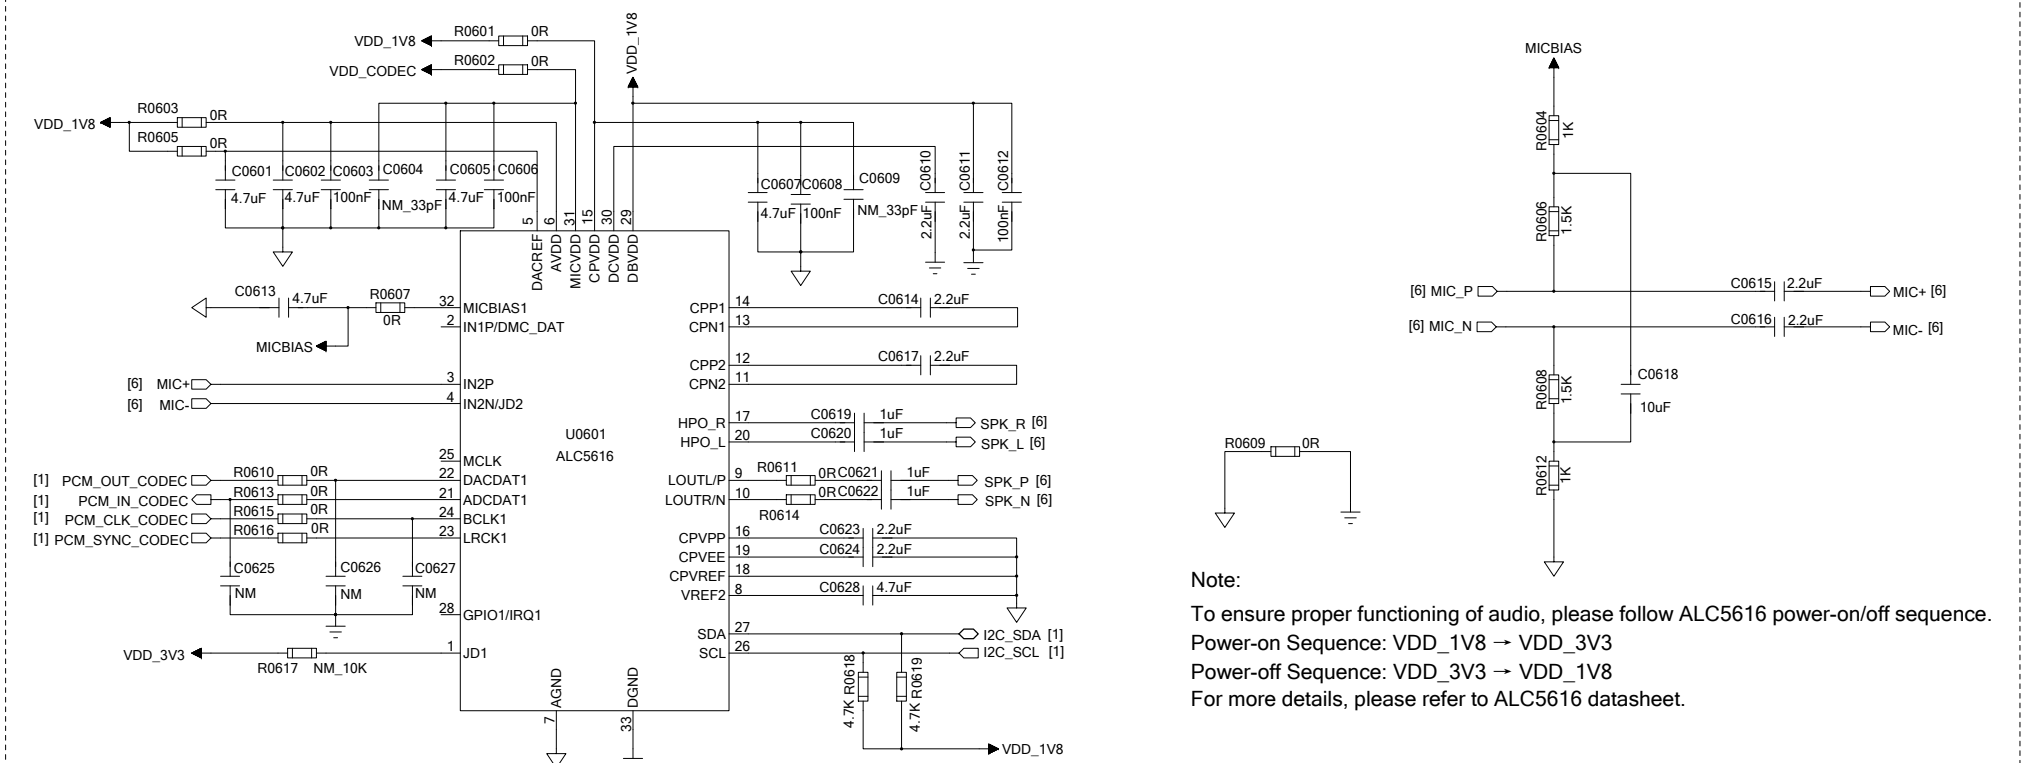 R0601 0R
VDD_1V8
R0602 0R
VDD_CODEC
VDD_1V8
R0603 0R
VDD_1V8
R0605 0R
C0601 4.7uF
C0602 4.7uF
C0603 100nF
C0604 NM_33pF
C0605 4.7uF
C0606 100nF
C0607 4.7uF
C0608 100nF
C0609 NM_33pF
C0610 2.2uF
C0611 2.2uF
C0612 100nF
5 6 31 15 30 29
DACREF
AVDD
MICVDD
CPVDD
DCVDD
DBVDD
C0613 4.7uF
R0607 0R
MICBIAS
32 MICBIAS1
2 IN1P/DMC_DAT
[6] MIC+ 3 IN2P
[6] MIC- 4 IN2N/JD2
U0601
ALC5616
25 MCLK
[1] PCM_OUT_CODEC R0610 0R 22 DACDAT1
[1] PCM_IN_CODEC R0613 0R 21 ADCDAT1
[1] PCM_CLK_CODEC R0615 0R 24 BCLK1
[1] PCM_SYNC_CODEC R0616 0R 23 LRCK1
C0625 NM
C0626 NM
C0627 NM
28 GPIO1/IRQ1
VDD_3V3 R0617 NM_10K 1 JD1
AGND 7
DGND 33
CPP1 14 C0614 2.2uF
CPN1 13
CPP2 12 C0617 2.2uF
CPN2 11
HPO_R 17 C0619 1uF SPK_R [6]
HPO_L 20 C0620 1uF SPK_L [6]
LOUTL/P 9 R0611 0R C0621 1uF SPK_P [6]
LOUTR/N 10 R0614 0R C0622 1uF SPK_N [6]
CPVPP 16 C0623 2.2uF
CPVEE 19 C0624 2.2uF
CPVREF 18
VREF2 8 C0628 4.7uF
SDA 27 I2C_SDA [1]
SCL 26 I2C_SCL [1]
4.7K R0618
4.7K R0619
VDD_1V8
MICBIAS
R0604 1K
R0606 1.5K
[6] MIC_P C0615 2.2uF MIC+ [6]
[6] MIC_N C0616 2.2uF MIC- [6]
R0608 1.5K
C0618 10uF
R0612 1K
R0609 0R
Note:
To ensure proper functioning of audio, please follow ALC5616 power-on/off sequence.
Power-on Sequence: VDD_1V8 → VDD_3V3
Power-off Sequence: VDD_3V3 → VDD_1V8
For more details, please refer to ALC5616 datasheet.